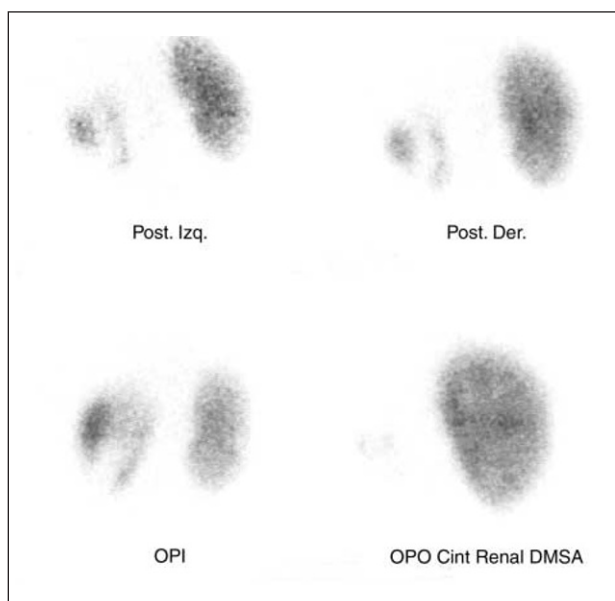 Post. Izq.
Post. Der.
OPI
OPO Cint Renal DMSA